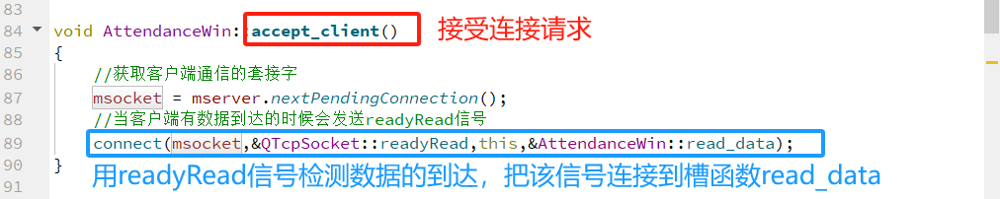 83
84 void AttendanceWin::accept_client() 接受连接请求
85 {
86 //获取客户端通信的套接字
87 msocket = mserver.nextPendingConnection();
88 //当客户端有数据到达的时候会发送readyRead信号
89 connect(msocket,&QTcpSocket::readyRead,this,&AttendanceWin::read_data);
90 }
用readyRead信号检测数据的到达，把该信号连接到槽函数read_data
91